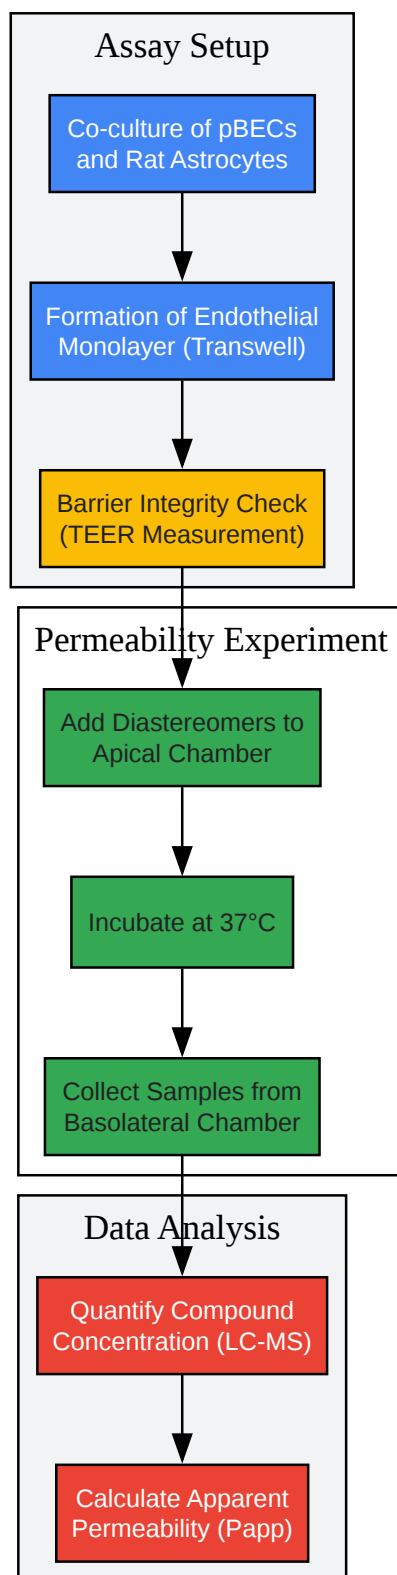 Assay Setup
Co-culture of pBECs
and Rat Astrocytes
Formation of Endothelial
Monolayer (Transwell)
Barrier Integrity Check
(TEER Measurement)
Permeability Experiment
Add Diastereomers to
Apical Chamber
Incubate at 37°C
Collect Samples from
Basolateral Chamber
Data Analysis
Quantify Compound
Concentration (LC-MS)
Calculate Apparent
Permeability (Papp)